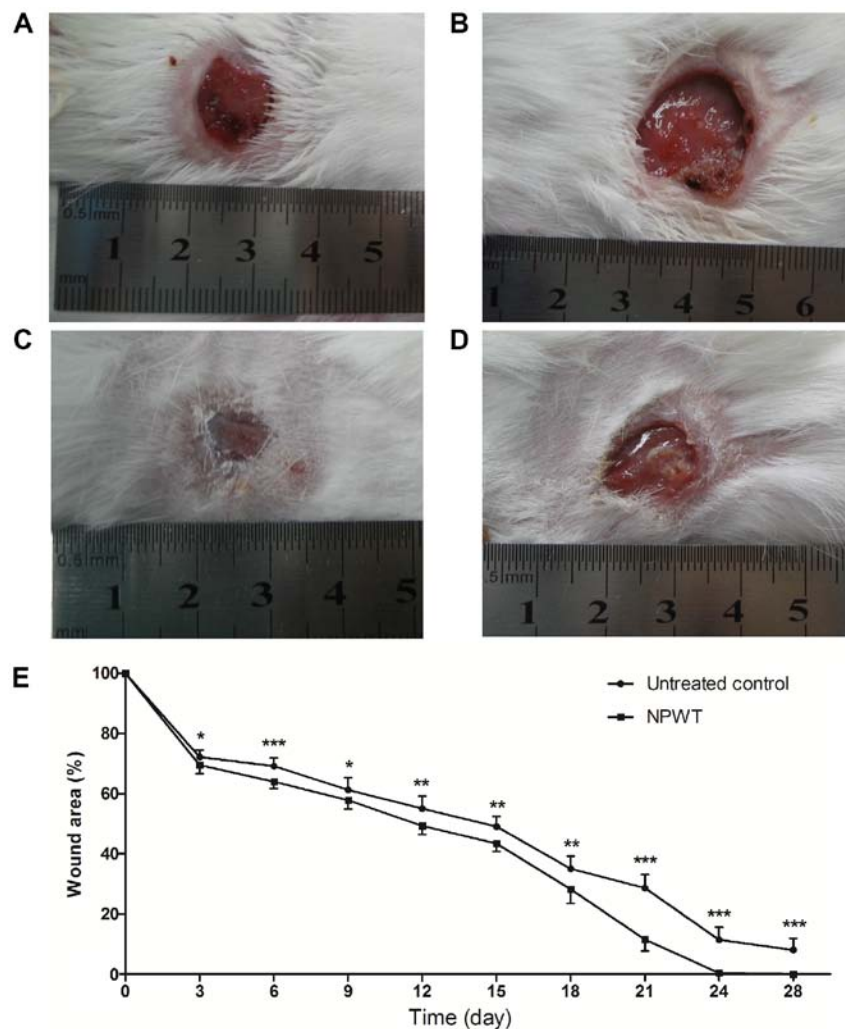 A
B
0.5 mm
1 2 3 4 5
mm
1 2 3 4 5 6
C
D
0.5 mm
1 2 3 4 5
mm
.5 mm
1 2 3 4 5
E
Untreated control
NPWT
Wound area (%)
100
80
60
40
20
0
* *** * ** ** ** *** *** ***
0 3 6 9 12 15 18 21 24 28
Time (day)